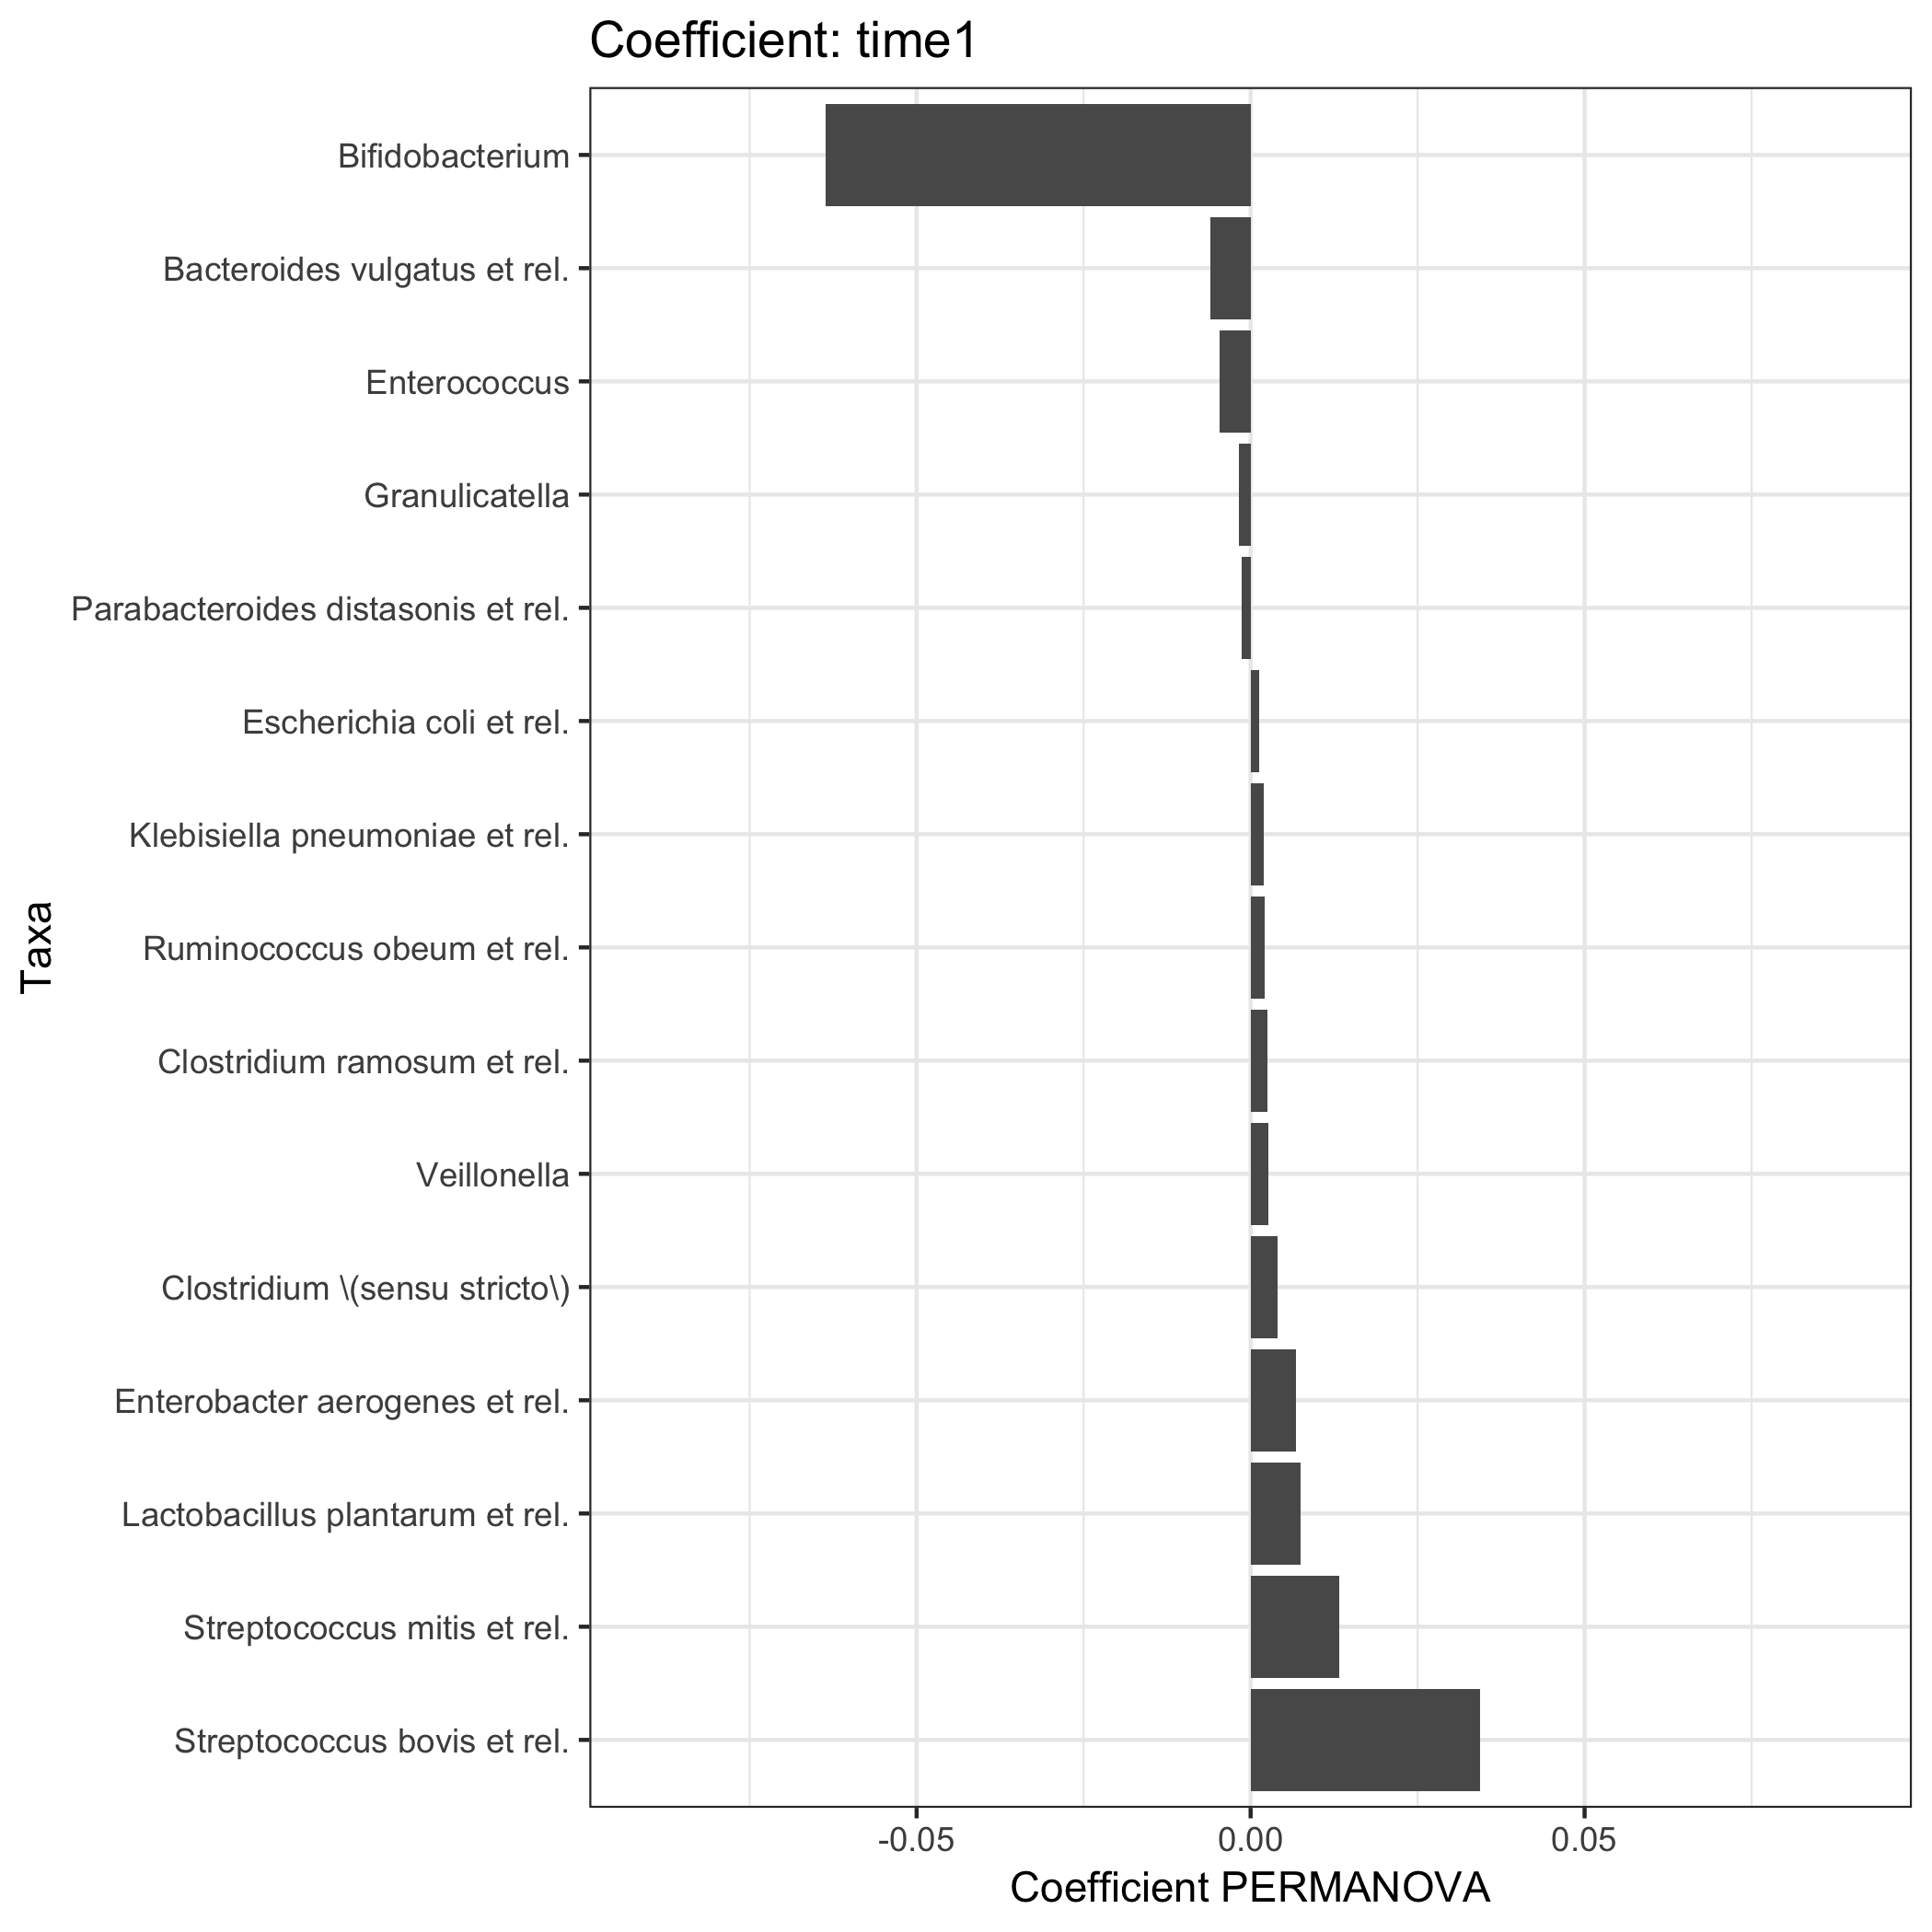 Coefficient: time1
Bifidobacterium
Bacteroides vulgatus et rel.
Enterococcus
Granulicatella
Parabacteroides distasonis et rel.
Escherichia coli et rel.
Klebisiella pneumoniae et rel.
Ruminococcus obeum et rel.
Clostridium ramosum et rel.
Veillonella
Clostridium \(sensu stricto\)
Enterobacter aerogenes et rel.
Lactobacillus plantarum et rel.
Streptococcus mitis et rel.
Streptococcus bovis et rel.
Taxa
-0.05 0.00 0.05
Coefficient PERMANOVA